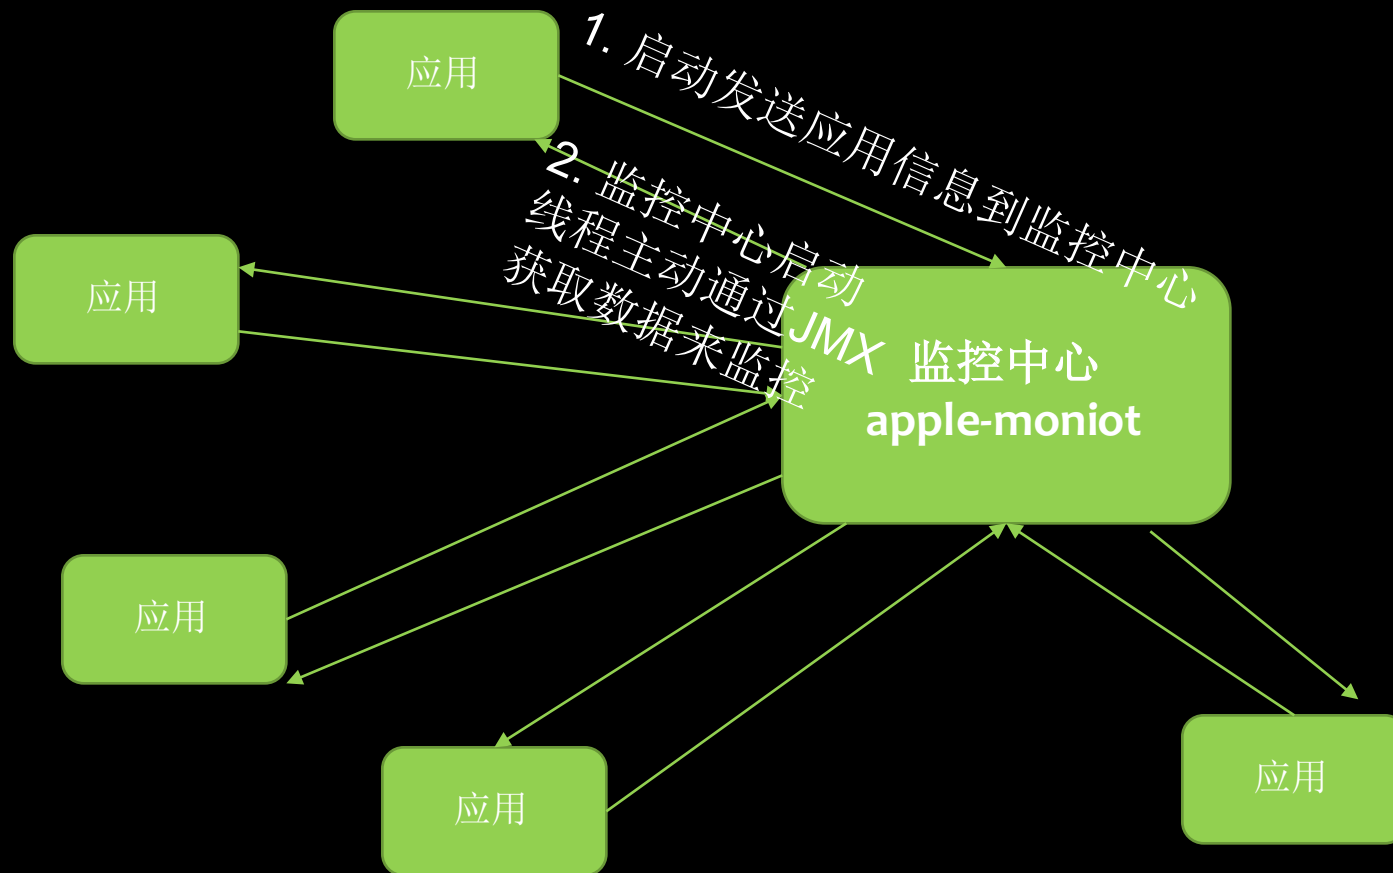 应用
1. 启动发送应用信息到监控中心
2. 监控中心启动
线程主动通过JMX
获取数据来监控
应用
监控中心
apple-moniot
应用
应用
应用